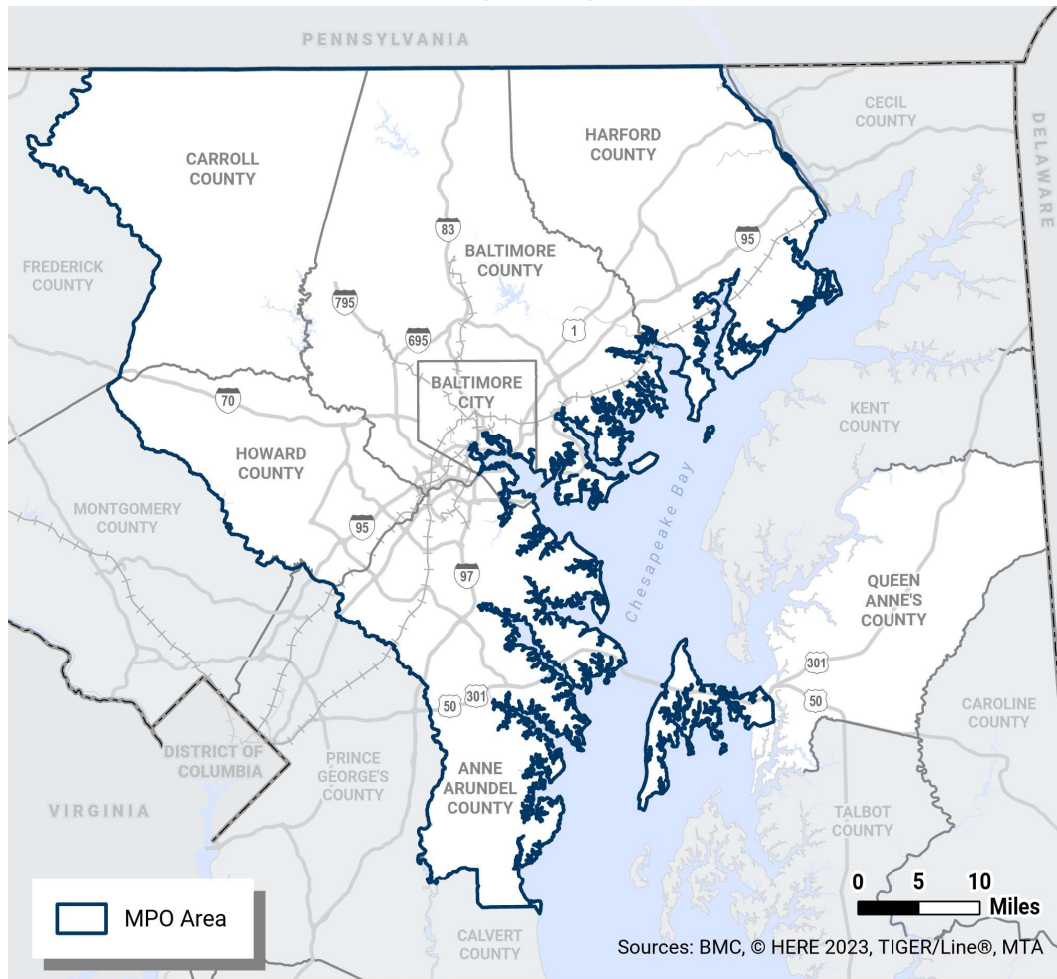 PENNSYLVANIA
CECIL
COUNTY
DELAWARE
HARFORD
COUNTY
CARROLL
COUNTY
83
95
BALTIMORE
COUNTY
FREDERICK
COUNTY
795
695
1
BALTIMORE
CITY
70
KENT
COUNTY
HOWARD
COUNTY
MONTGOMERY
COUNTY
95
97
Chesapeake Bay
QUEEN
ANNE'S
COUNTY
301
50
301
50
CAROLINE
COUNTY
DISTRICT OF
COLUMBIA
PRINCE
GEORGE'S
COUNTY
ANNE
ARUNDEL
COUNTY
VIRGINIA
TALBOT
COUNTY
0 5 10
Miles
MPO Area
CALVERT
COUNTY
Sources: BMC, © HERE 2023, TIGER/Line®, MTA